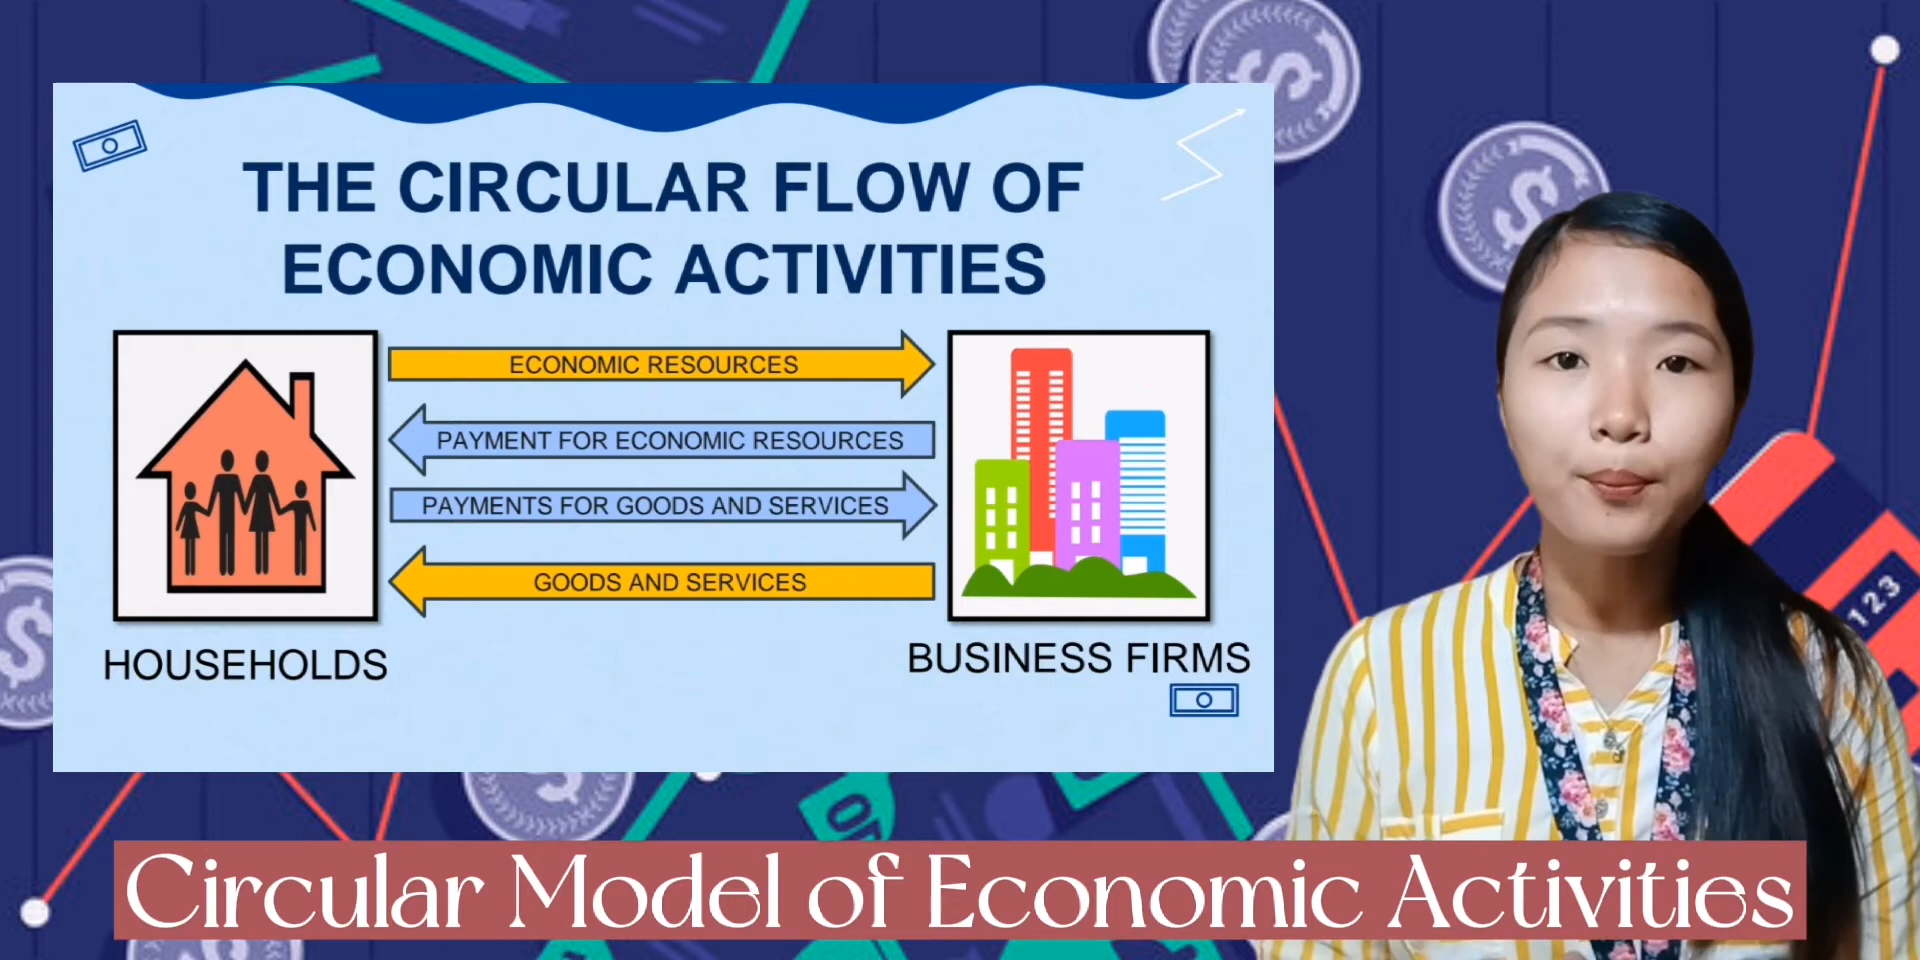 THE CIRCULAR FLOW OF
ECONOMIC ACTIVITIES
ECONOMIC RESOURCES
PAYMENT FOR ECONOMIC RESOURCES
PAYMENTS FOR GOODS AND SERVICES
GOODS AND SERVICES
HOUSEHOLDS
BUSINESS FIRMS
123
Circular Model of Economic Activities